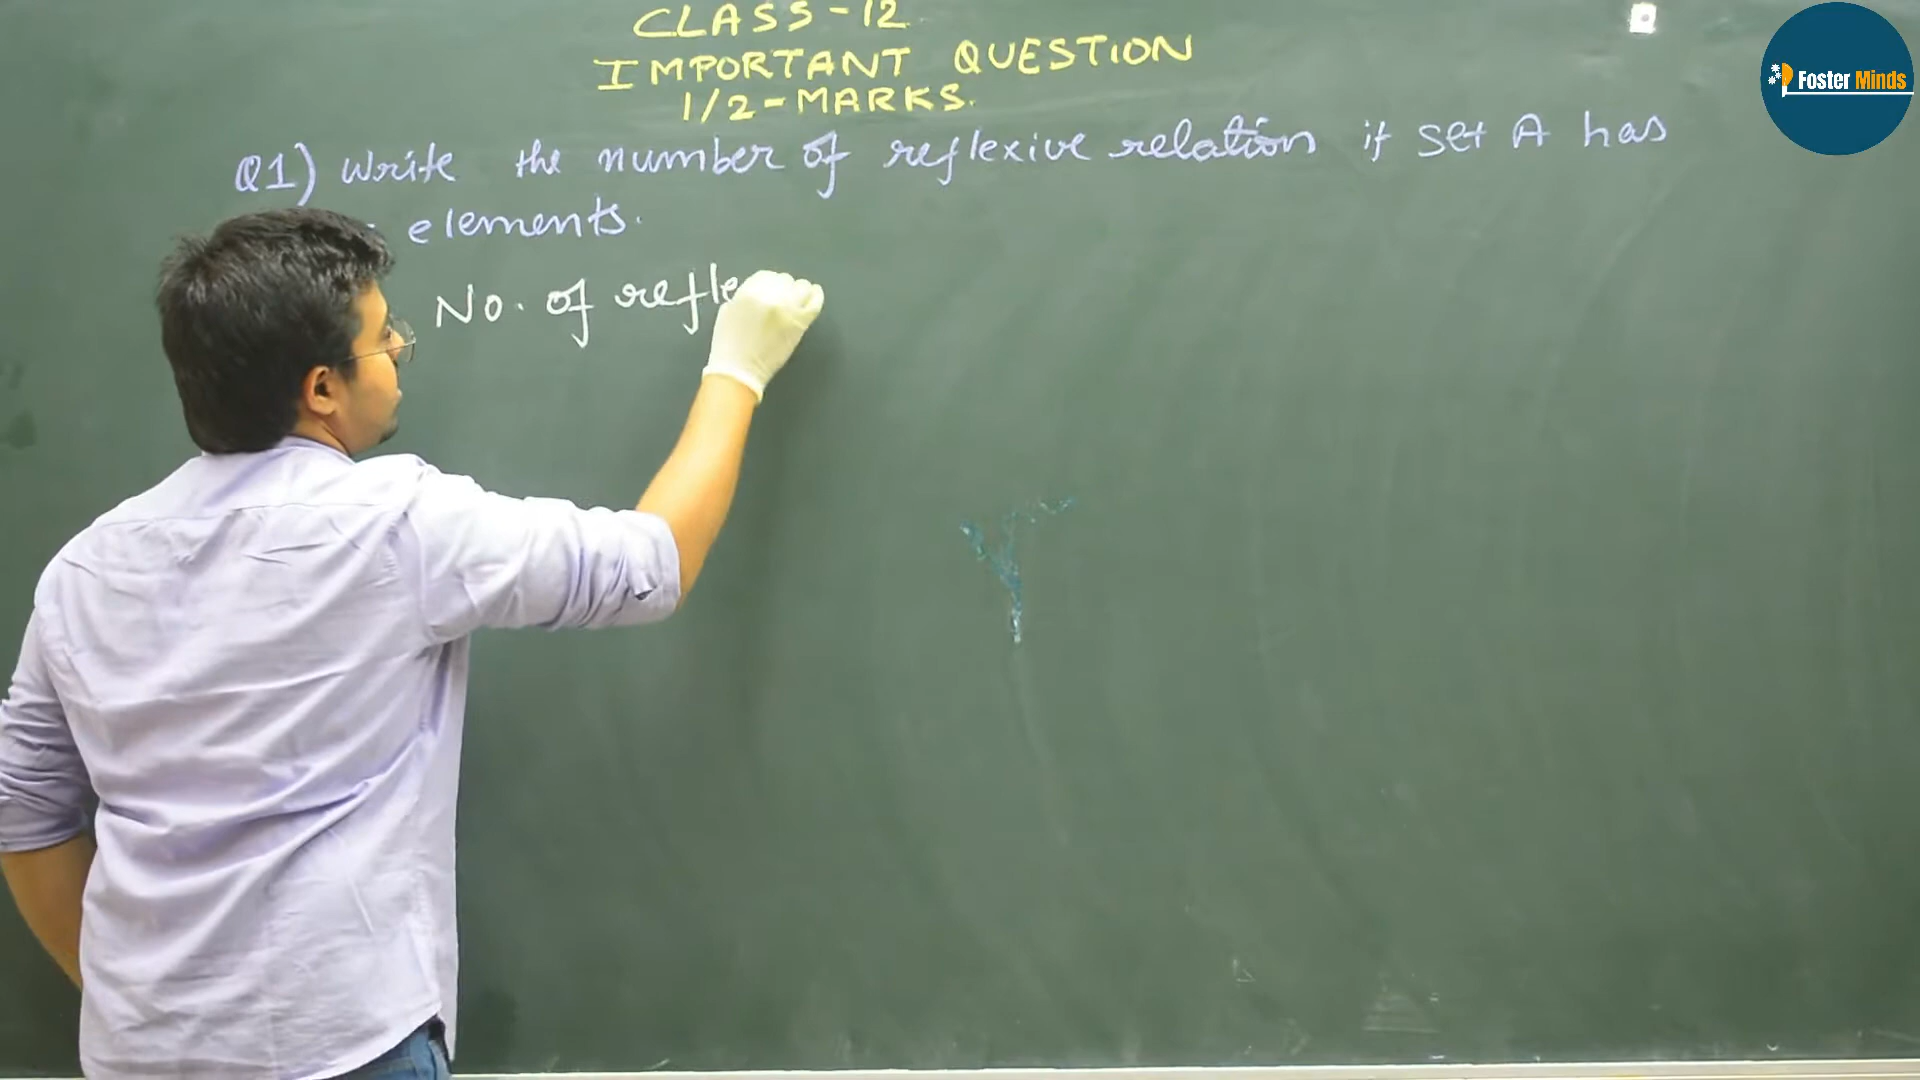 CLASS-12
IMPORTANT QUESTION
1/2-MARKS.
Q1) Write the number of reflexive relation if set A has
elements.
No. of refle
Foster Minds